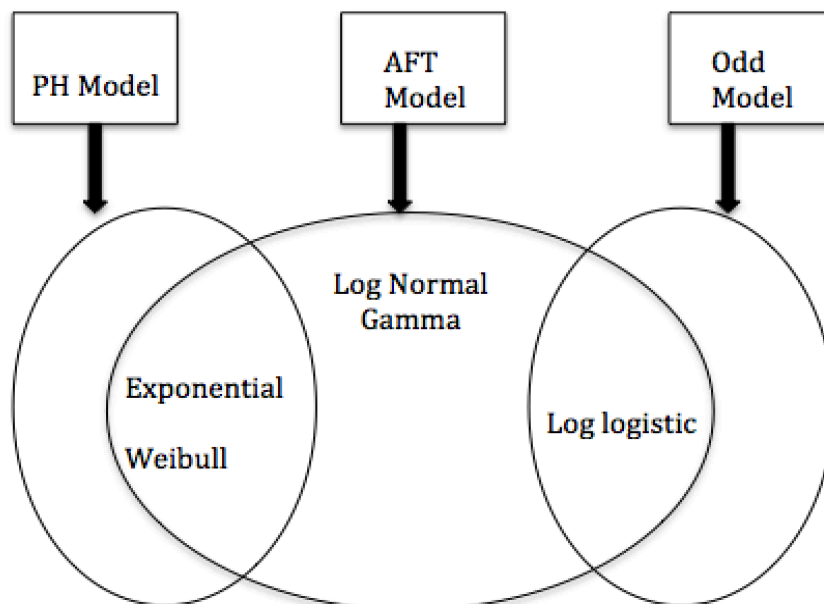 PH Model
AFT
Model
Odd
Model
Log Normal
Gamma
Exponential
Weibull
Log logistic